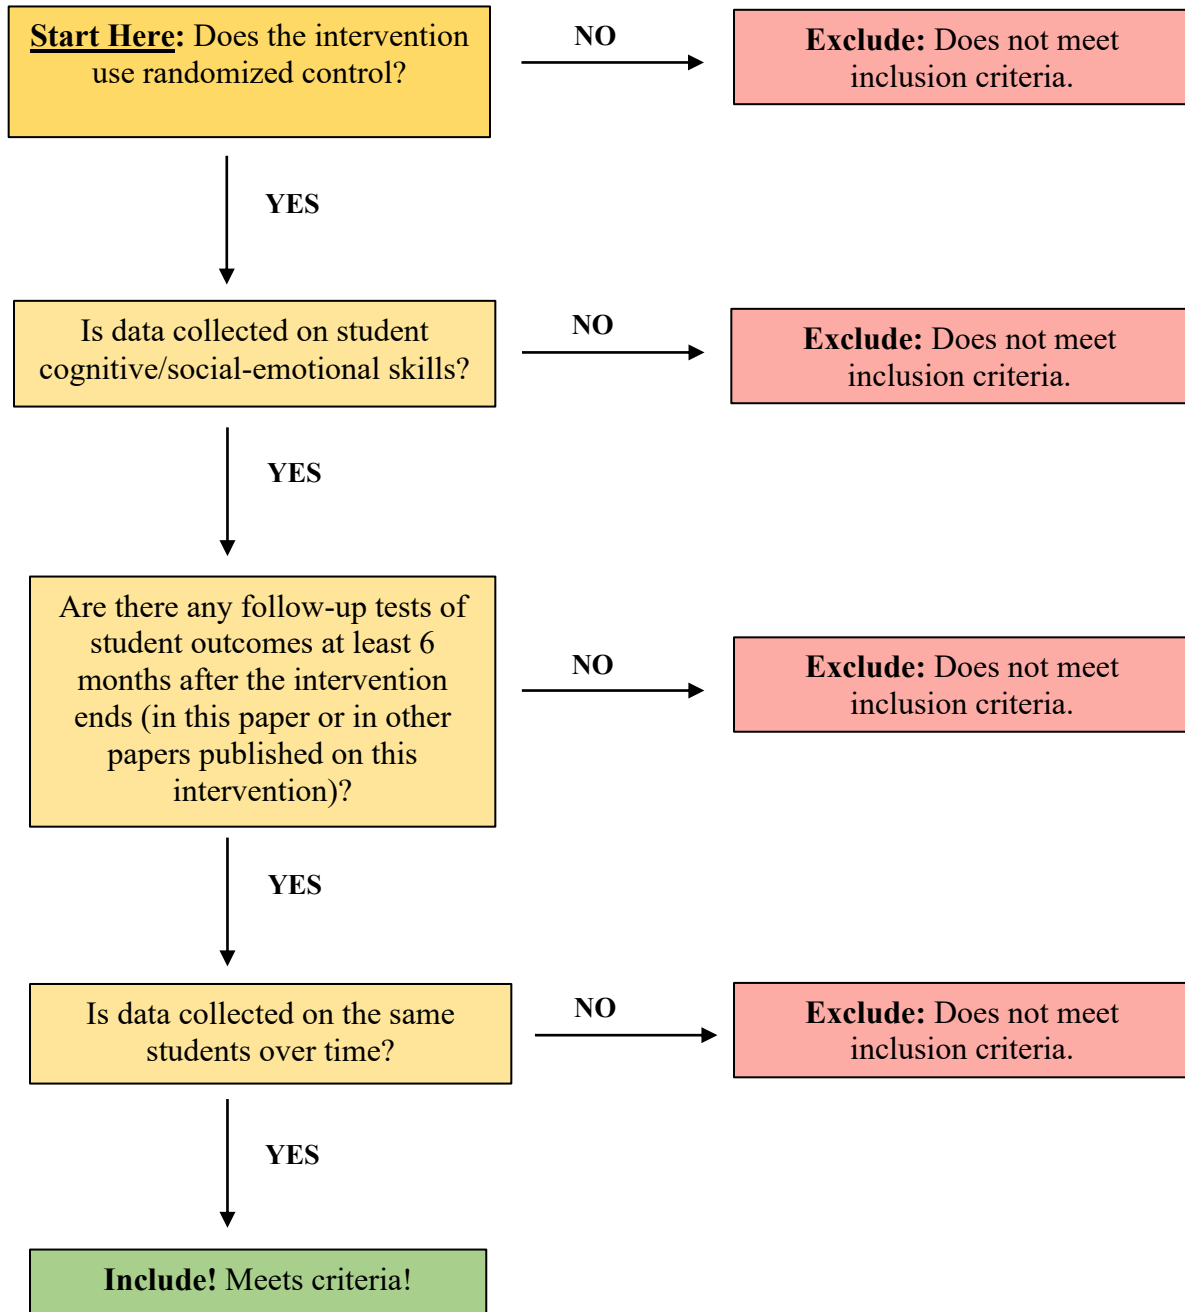 Start Here: Does the intervention
use randomized control?
NO
Exclude: Does not meet
inclusion criteria.
YES
Is data collected on student
cognitive/social-emotional skills?
NO
Exclude: Does not meet
inclusion criteria.
YES
Are there any follow-up tests of
student outcomes at least 6
months after the intervention
ends (in this paper or in other
papers published on this
intervention)?
NO
Exclude: Does not meet
inclusion criteria.
YES
Is data collected on the same
students over time?
NO
Exclude: Does not meet
inclusion criteria.
YES
Include! Meets criteria!